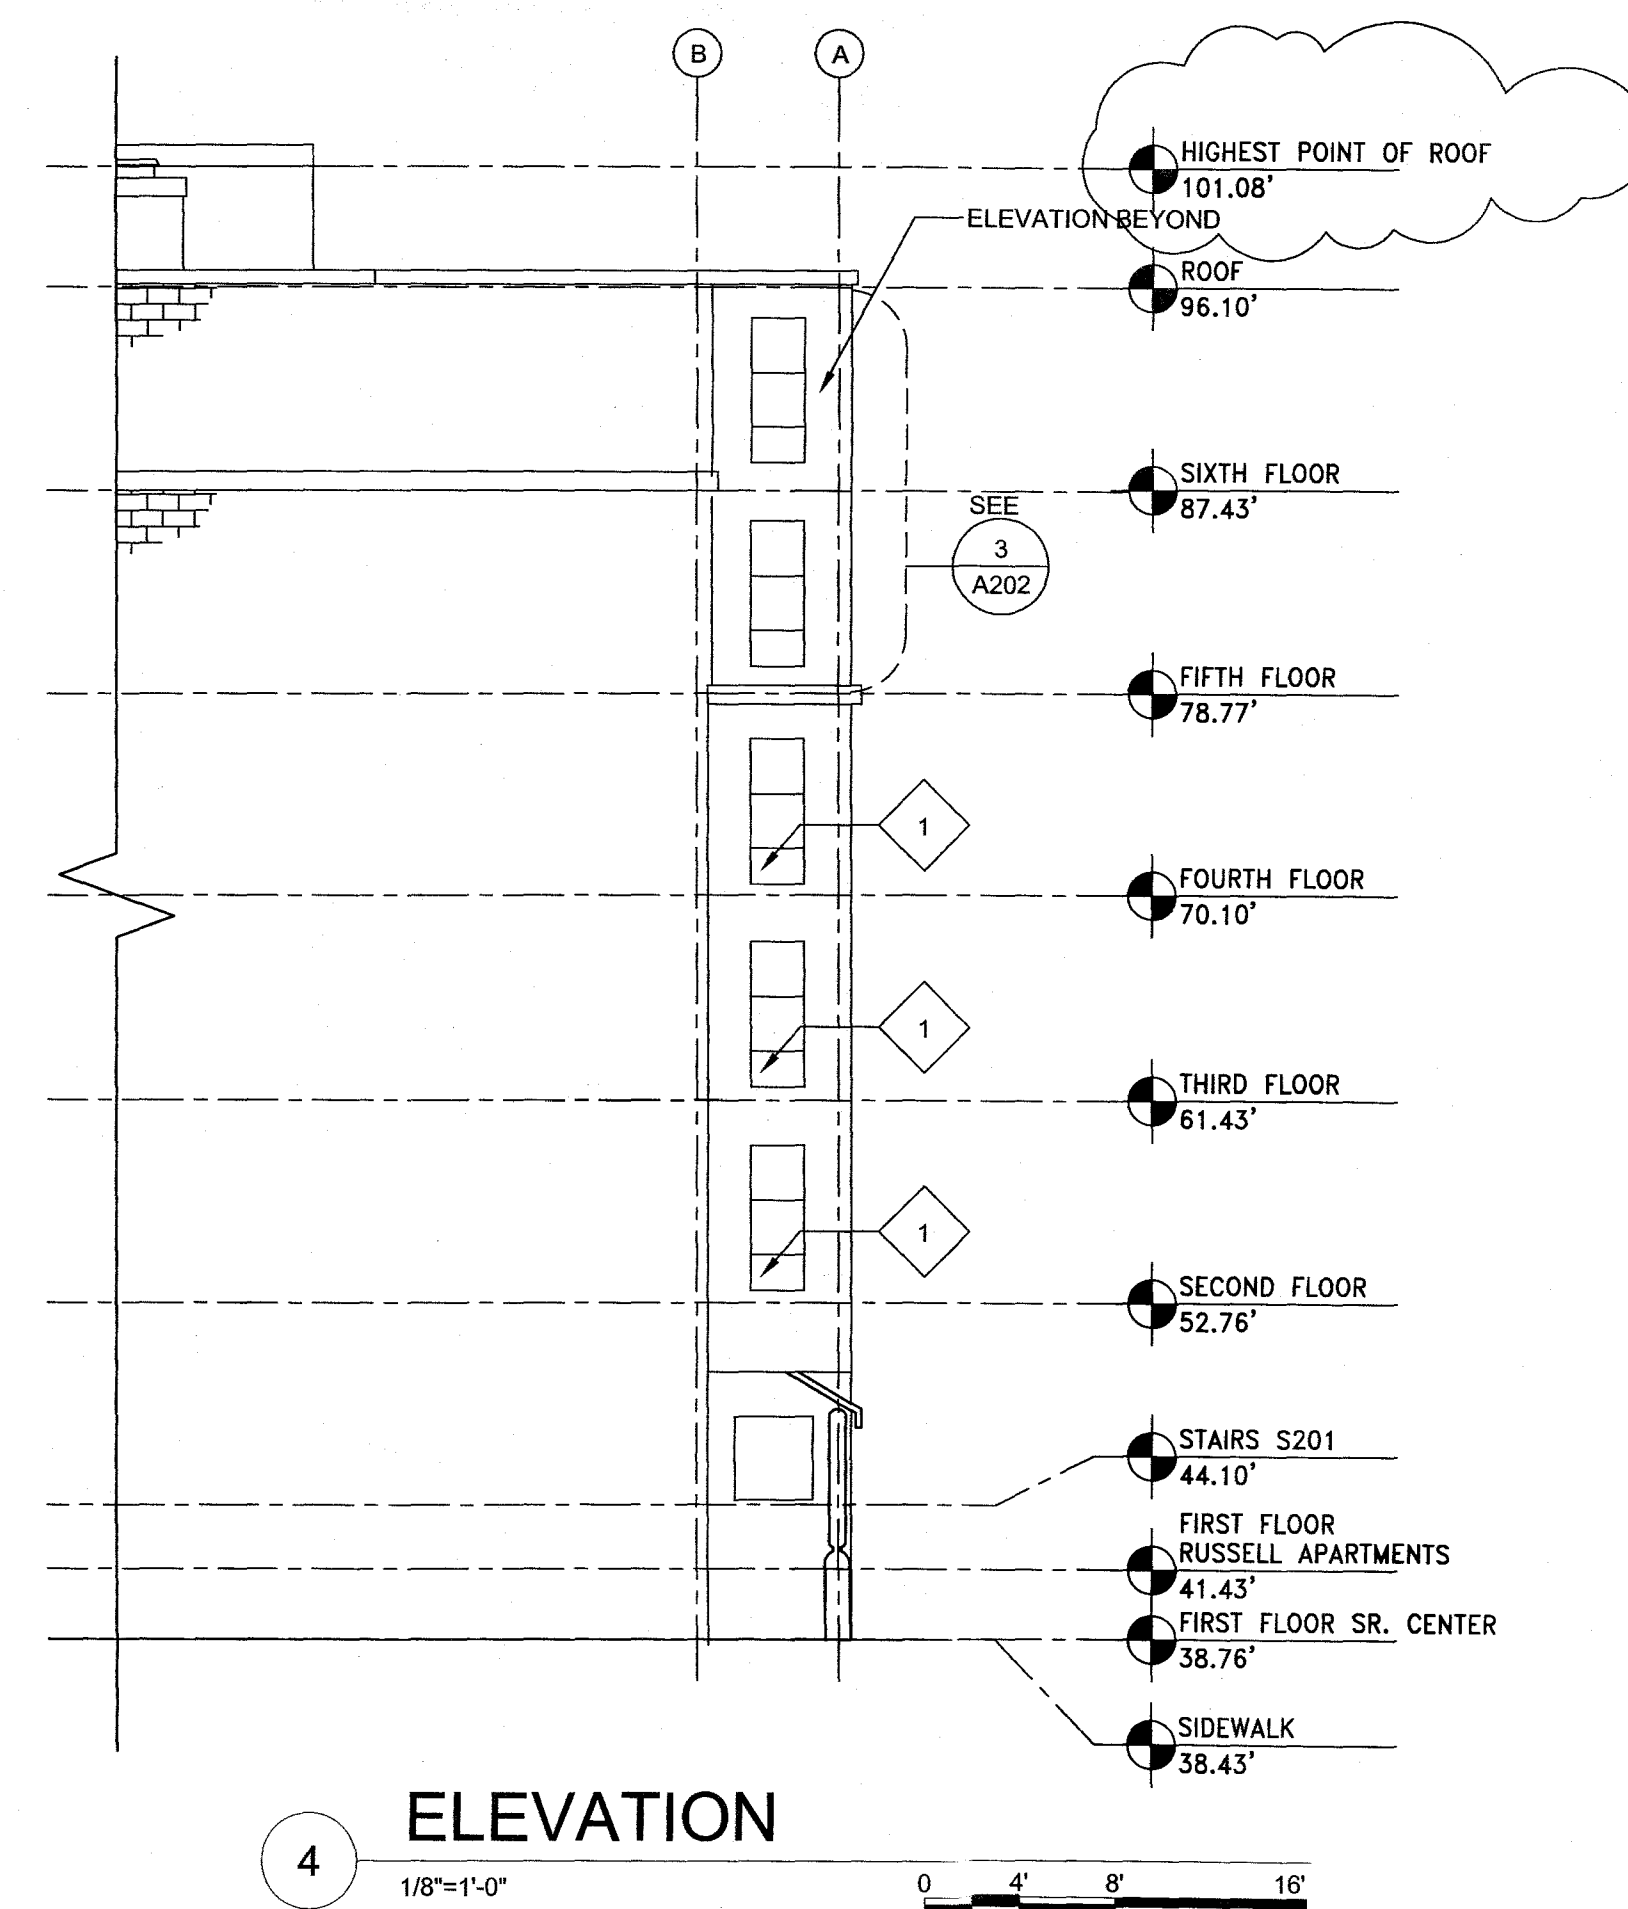 B A
HIGHEST POINT OF ROOF
101.08'
ELEVATION BEYOND
ROOF
96.10'
SIXTH FLOOR
87.43'
SEE
3
A202
FIFTH FLOOR
78.77'
1
FOURTH FLOOR
70.10'
1
THIRD FLOOR
61.43'
1
SECOND FLOOR
52.76'
STAIRS S201
44.10'
FIRST FLOOR
RUSSELL APARTMENTS
41.43'
FIRST FLOOR SR. CENTER
38.76'
SIDEWALK
38.43'
4
ELEVATION
1/8"=1'-0"
0 4' 8' 16'